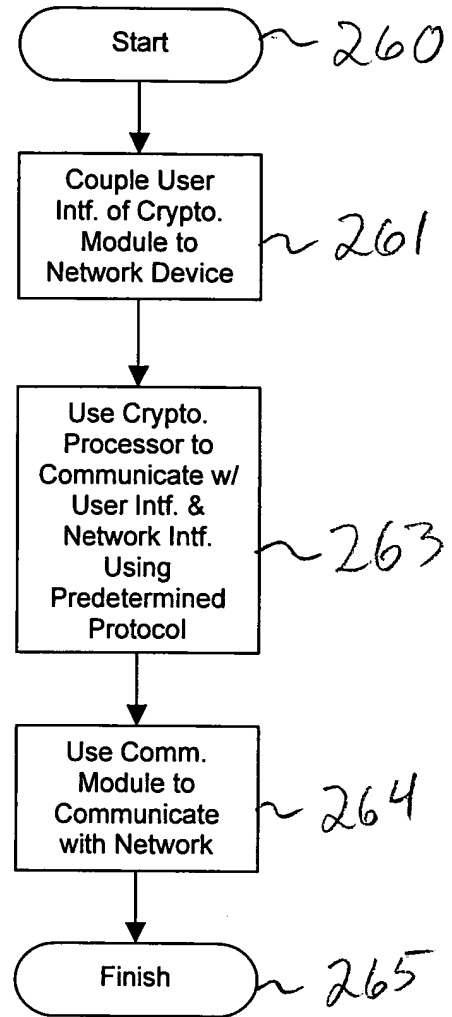 Start
260
Couple User
Intf. of Crypto.
Module to
Network Device
261
Use Crypto.
Processor to
Communicate w/
User Intf. &
Network Intf.
Using
Predetermined
Protocol
263
Use Comm.
Module to
Communicate
with Network
264
Finish
265